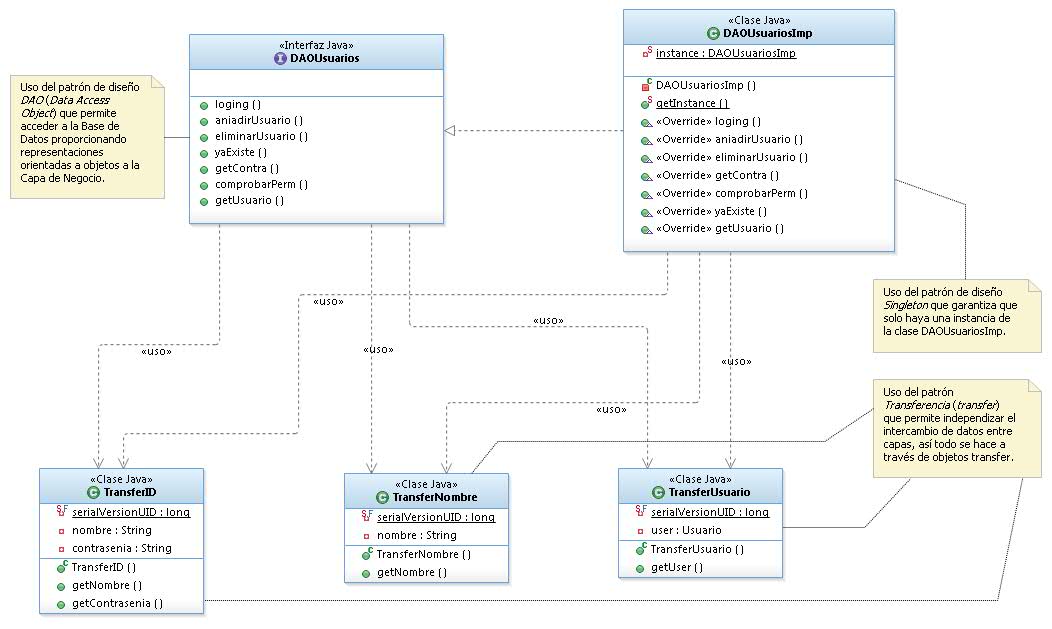 «Interfaz Java»
DAOUsuarios
loging ()
aniadirUsuario ()
eliminarUsuario ()
yaExiste ()
getContra ()
comprobarPerm ()
getUsuario ()
«Clase Java»
DAOUsuariosImp
instance : DAOUsuariosImp
DAOUsuariosImp ()
getInstance ()
«Override» loging ()
«Override» aniadirUsuario ()
«Override» eliminarUsuario ()
«Override» getContra ()
«Override» comprobarPerm ()
«Override» yaExiste ()
«Override» getUsuario ()
Uso del patrón de diseño
DAO (Data Access
Object) que permite
acceder a la Base de
Datos proporcionando
representaciones
orientadas a objetos a la
Capa de Negocio.
Uso del patrón de diseño
Singleton que garantiza que
solo haya una instancia de
la clase DAOUsuariosImp.
Uso del patrón
Transferencia (transfer)
que permite independizar el
intercambio de datos entre
capas, así todo se hace a
través de objetos transfer.
«uso»
«uso»
«uso»
«uso»
«uso»
«uso»
«Clase Java»
TransferID
serialVersionUID : long
nombre : String
contrasenia : String
TransferID ()
getNombre ()
getContrasenia ()
«Clase Java»
TransferNombre
serialVersionUID : long
nombre : String
TransferNombre ()
getNombre ()
«Clase Java»
TransferUsuario
serialVersionUID : long
user : Usuario
TransferUsuario ()
getUser ()